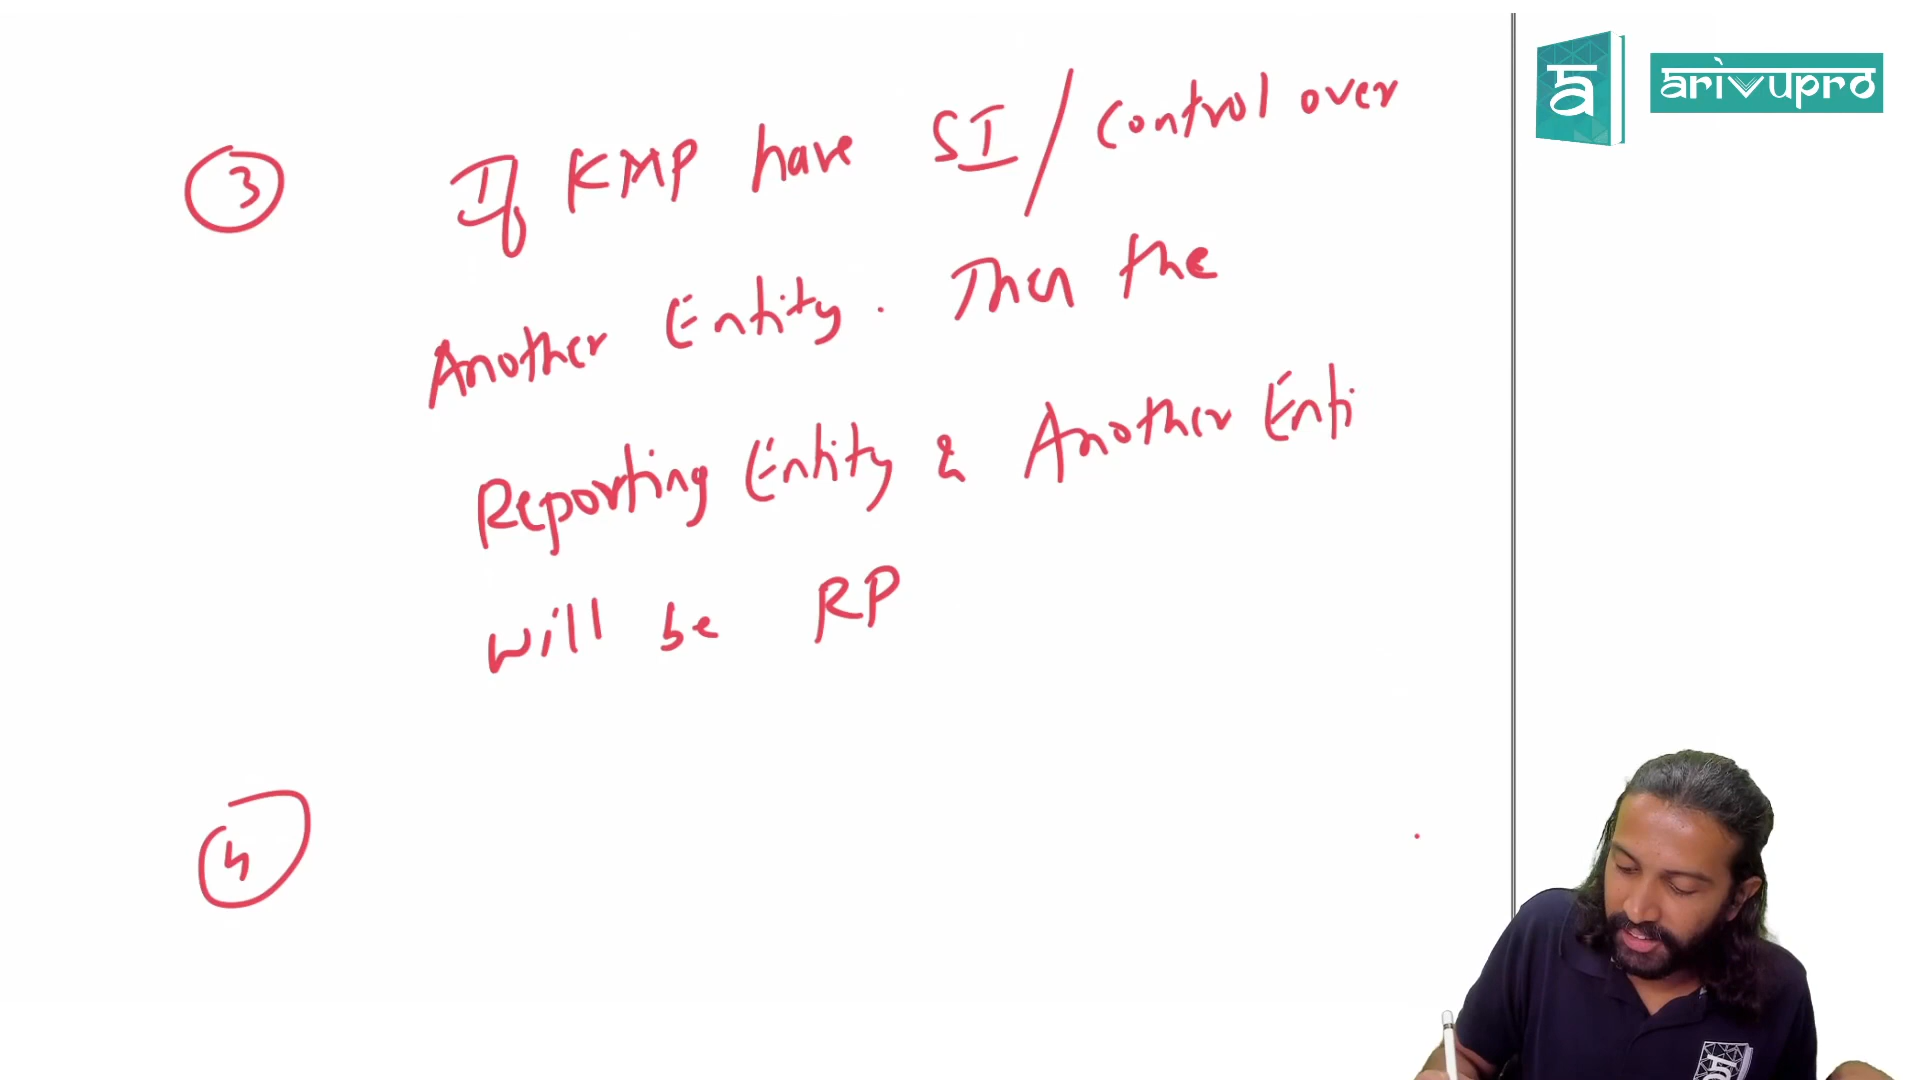 arivupro
3 If KMP have SI/Control over
Another Entity. Then the
Reporting Entity & Another Enti
will be RP
4